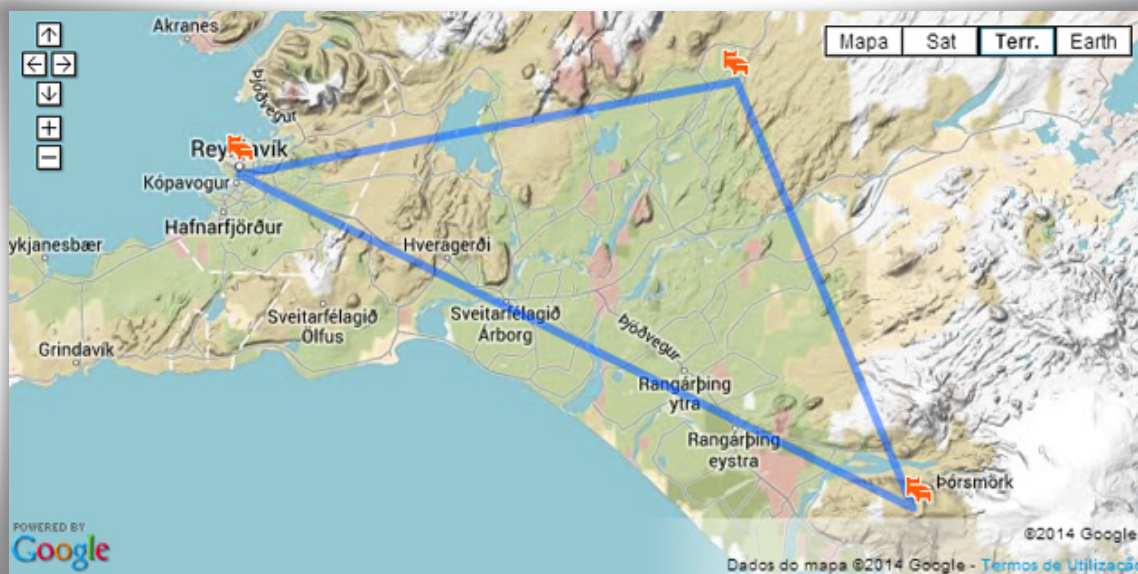 Akranes
Mapa
Sat
Terr.
Earth
Þjóðvegur
Kópavogur
Hafnarfjörður
ykjanesbær
Hveragerði
Sveitarfélagið
Ölfus
Sveitarfélagið
Árborg
Þjóðvegur
Grindavík
Rangárþing
ytra
Rangárþing
eystra
Þórsmörk
POWERED BY
Google
©2014 Google
Dados do mapa ©2014 Google - Termos de Utilização